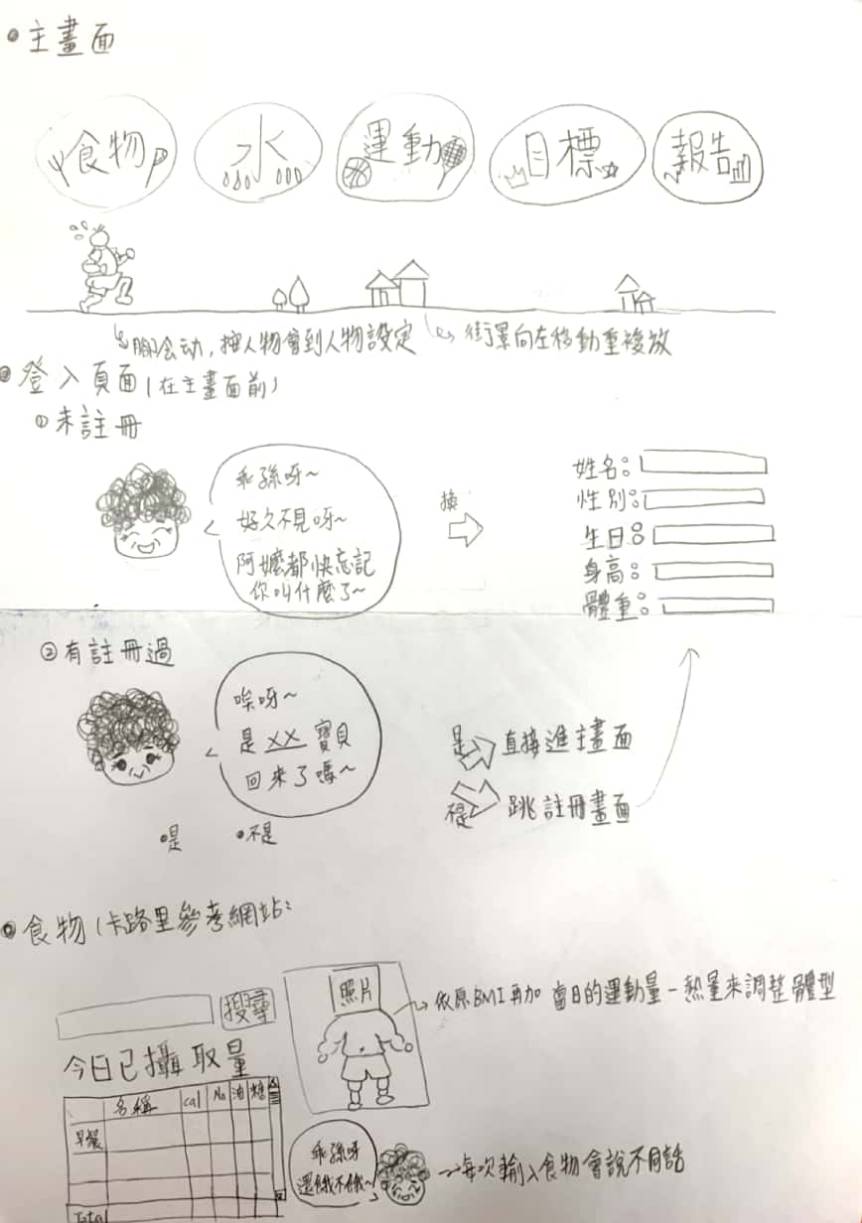 主畫面
食物 水 運動 目標 報告
腳会动,按人物會到人物設定 街景向左移動重複放
登入頁面(在主畫面前)
①未註冊
乖孫呀~
好久不見呀~
阿嬤都快忘記
你叫什麼了~
換
姓名:
性別:
生日:
身高:
體重:
②有註冊過
唉呀~
是 XX 寶貝
回來了嗎~
是 不是
是 直接進主畫面
不是 跳註冊畫面
食物(卡路里參考網站:
搜尋
照片
依原BMI再加 當日的運動量-熱量來調整體型
今日已攝取量
名稱 cal Na 油 糖
早餐
Total
乖孫呀
還餓不餓~
每次輸入食物會說不同話